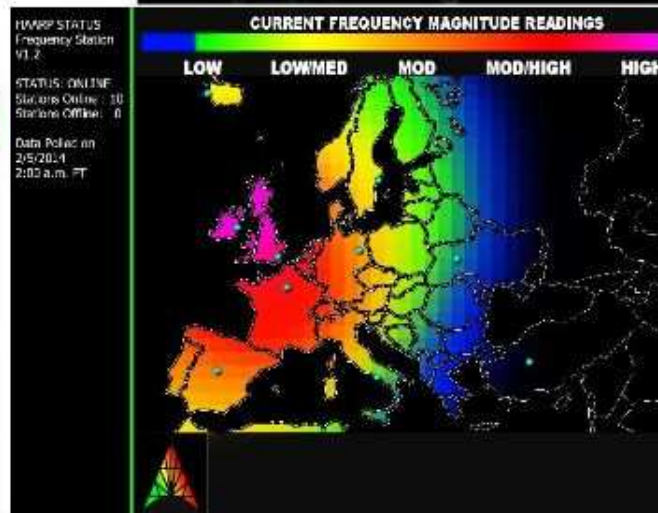 HAARP STATUS
Frequency Station
V1.2
STATUS: ONLINE
Stations Online : 10
Stations Offline: 0
Data Polled on
2/5/2014
2:00 a.m. PT
CURRENT FREQUENCY MAGNITUDE READINGS
LOW LOW/MED MOD MOD/HIGH HIGH